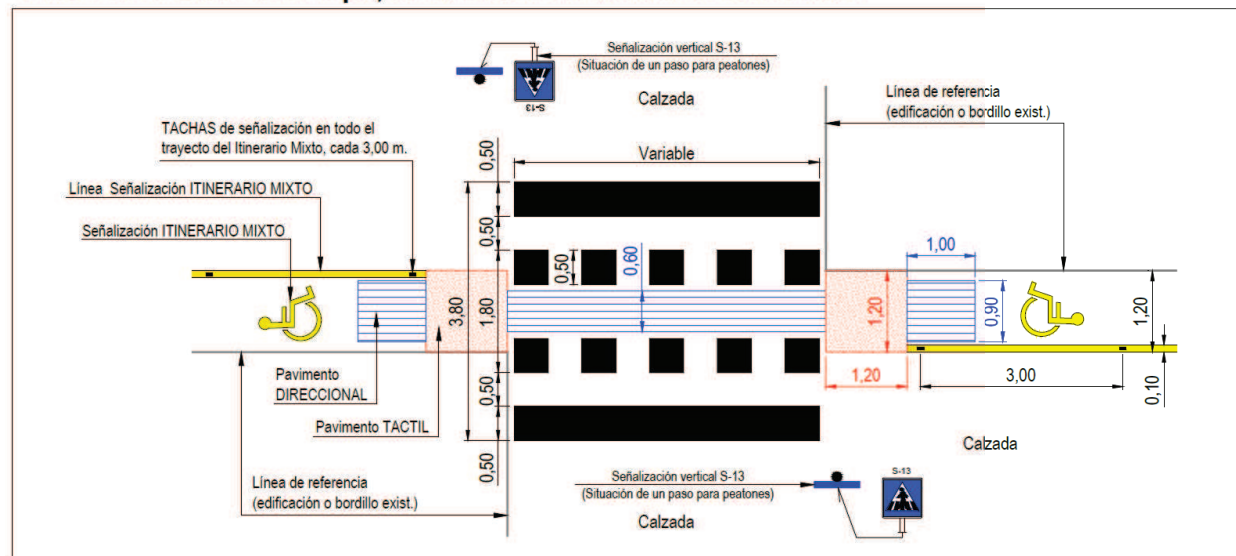 Señalización vertical S-13
(Situación de un paso para peatones)
S-13
Calzada
Línea de referencia
(edificación o bordillo exist.)
TACHAS de señalización en todo el
trayecto del Itinerario Mixto, cada 3,00 m.
Variable
0,50
Línea Señalización ITINERARIO MIXTO
Señalización ITINERARIO MIXTO
0,50
0,50
0,60
1,00
3,80
1,80
1,20
0,90
1,20
Pavimento
DIRECCIONAL
1,20
3,00
0,10
0,50
Pavimento TACTIL
Calzada
0,50
Línea de referencia
(edificación o bordillo exist.)
Señalización vertical S-13
(Situación de un paso para peatones)
S-13
Calzada